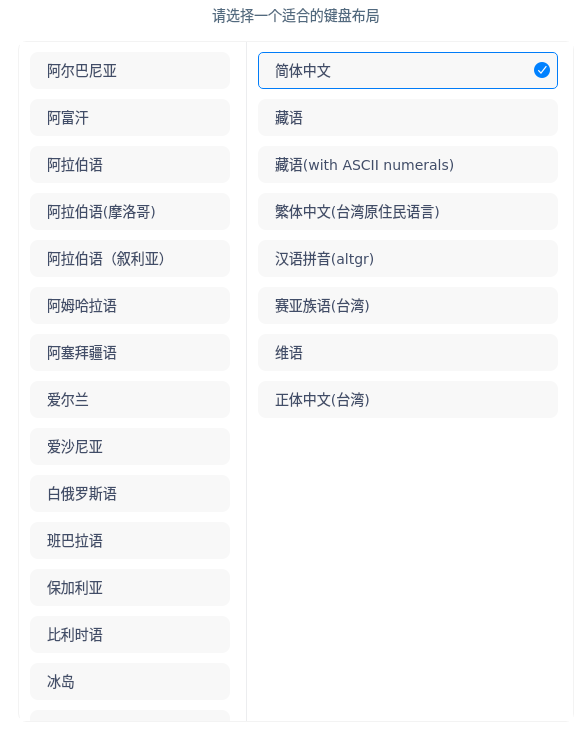 请选择一个适合的键盘布局
阿尔巴尼亚
阿富汗
阿拉伯语
阿拉伯语(摩洛哥)
阿拉伯语（叙利亚）
阿姆哈拉语
阿塞拜疆语
爱尔兰
爱沙尼亚
白俄罗斯语
班巴拉语
保加利亚
比利时语
冰岛
简体中文
藏语
藏语(with ASCII numerals)
繁体中文(台湾原住民语言)
汉语拼音(altgr)
赛亚族语(台湾)
维语
正体中文(台湾)